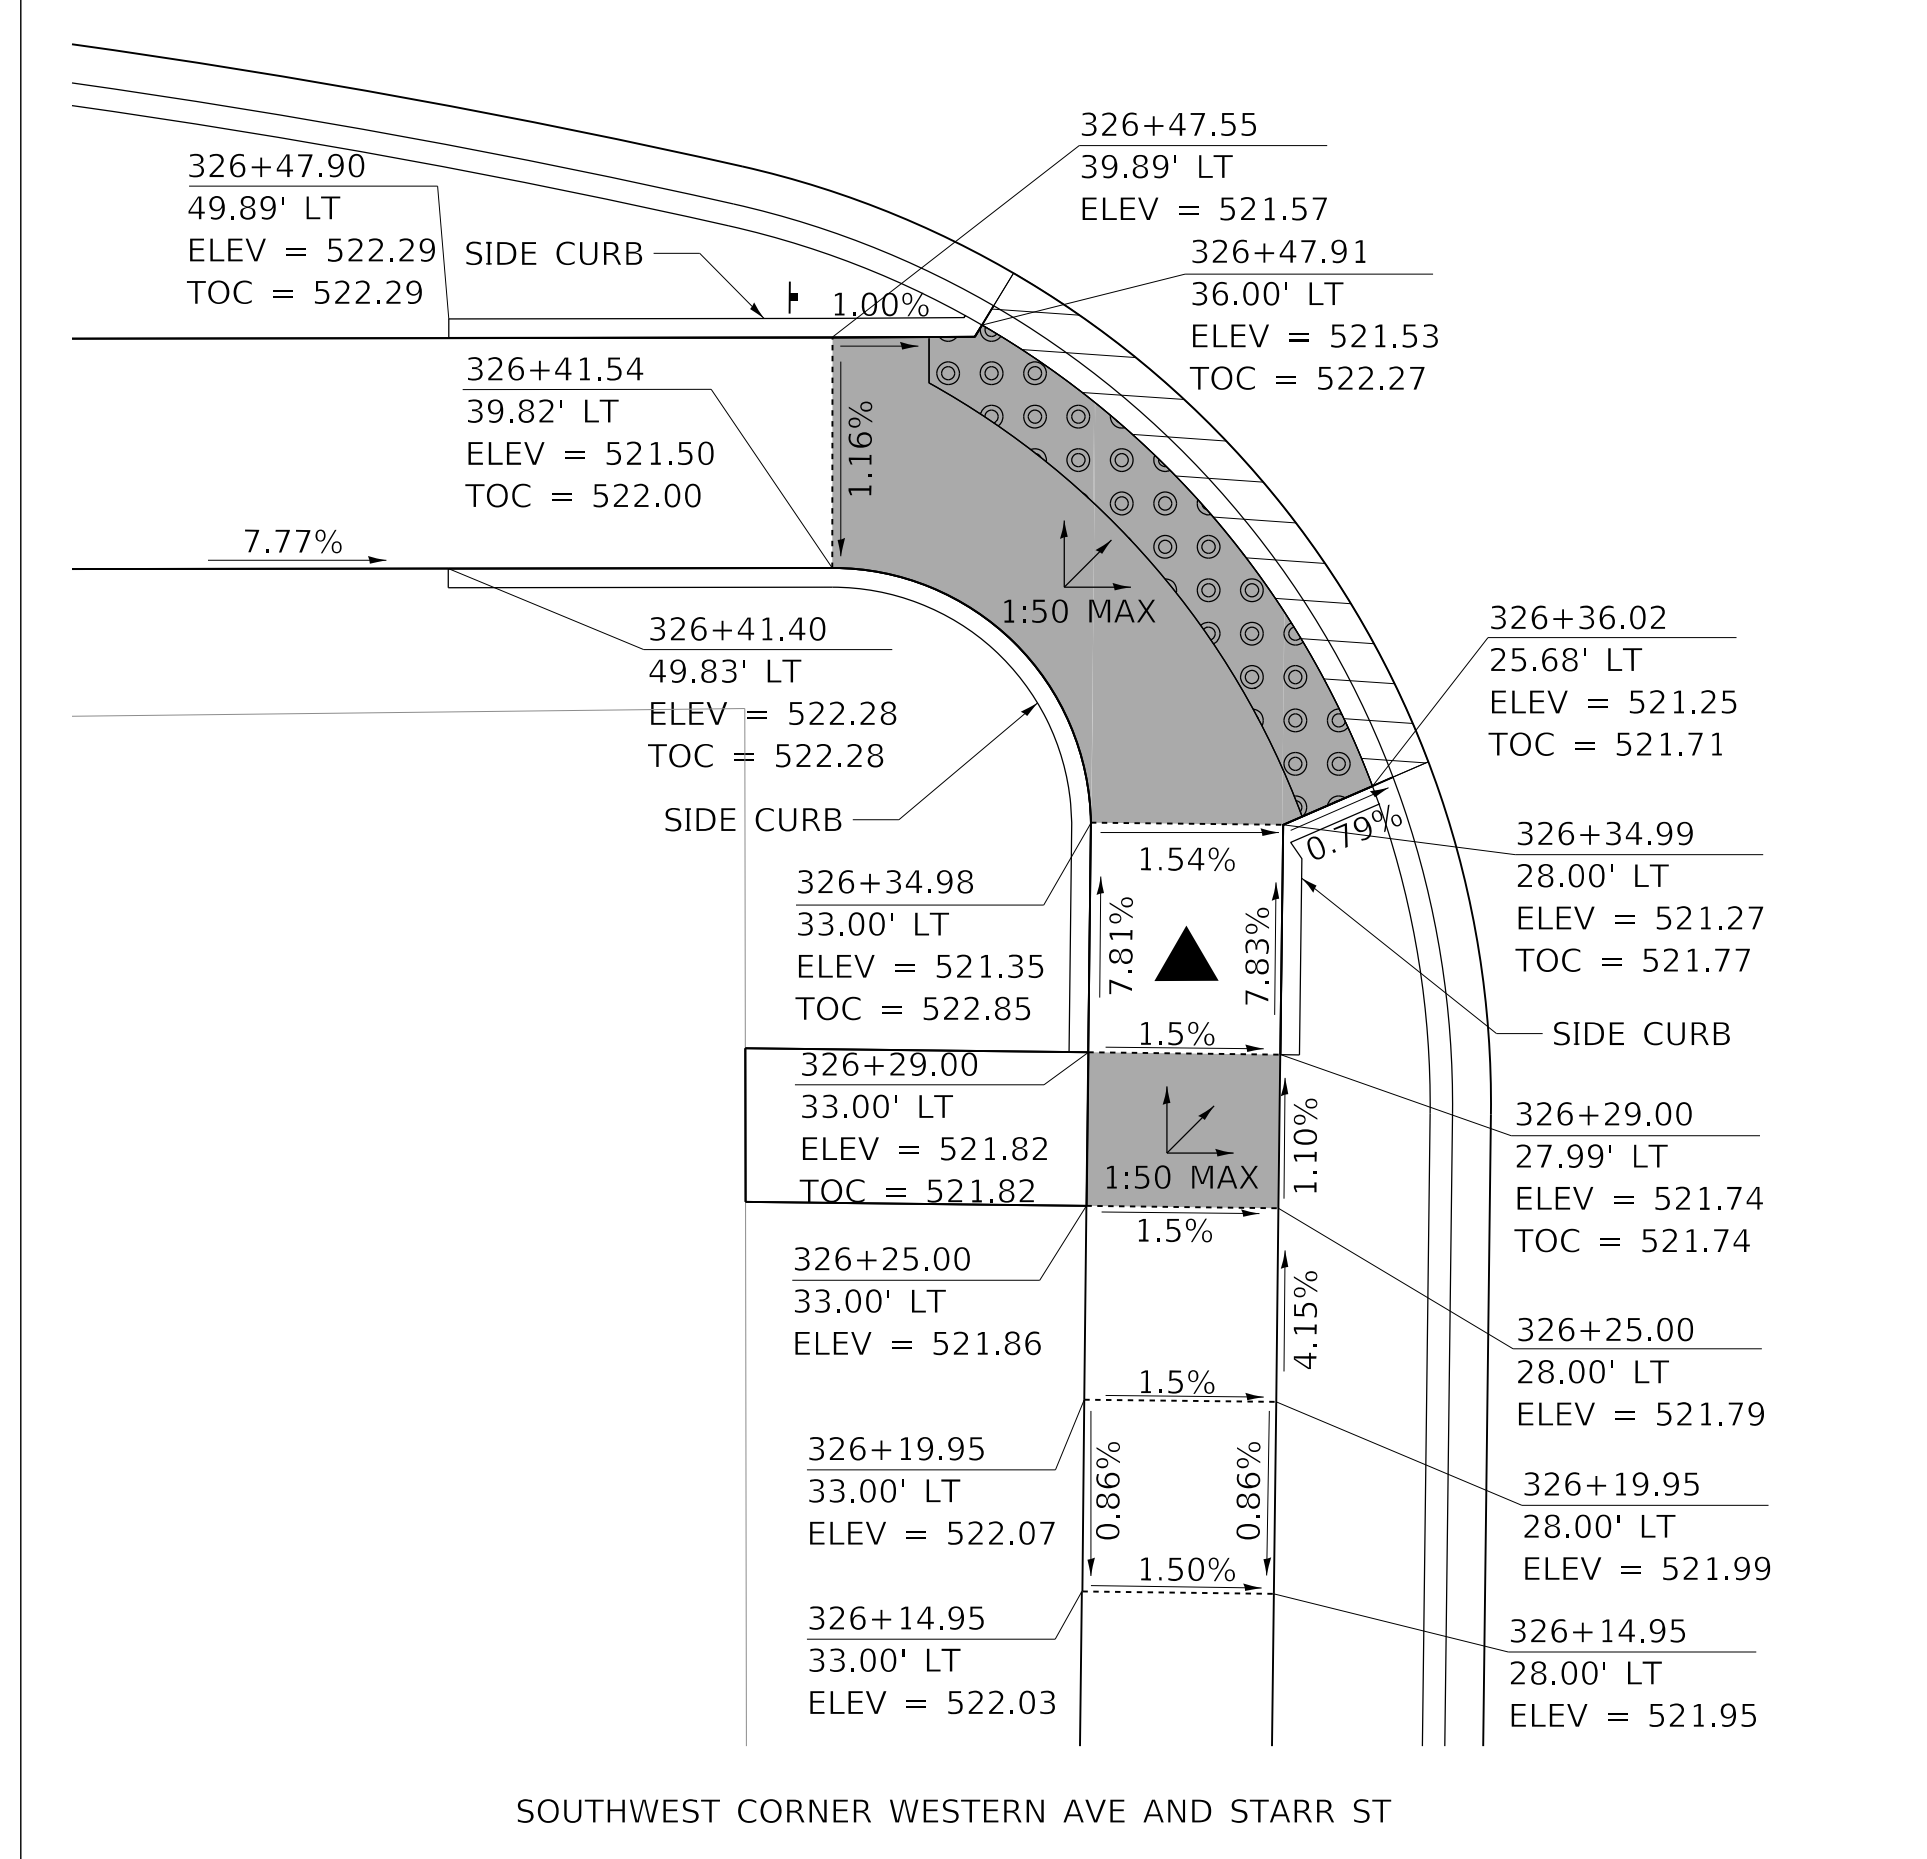 326+47.55
39.89' LT
ELEV = 521.57
326+47.90
49.89' LT
ELEV = 522.29
TOC = 522.29
SIDE CURB
1.00%
326+47.91
36.00' LT
ELEV = 521.53
TOC = 522.27
326+41.54
39.82' LT
ELEV = 521.50
TOC = 522.00
1.16%
7.77%
1:50 MAX
326+41.40
49.83' LT
ELEV = 522.28
TOC = 522.28
326+36.02
25.68' LT
ELEV = 521.25
TOC = 521.71
SIDE CURB
0.79%
1.54%
326+34.99
28.00' LT
ELEV = 521.27
TOC = 521.77
326+34.98
33.00' LT
ELEV = 521.35
TOC = 522.85
7.81%
7.83%
SIDE CURB
1.5%
326+29.00
33.00' LT
ELEV = 521.82
TOC = 521.82
1:50 MAX
1.10%
326+29.00
27.99' LT
ELEV = 521.74
TOC = 521.74
1.5%
326+25.00
33.00' LT
ELEV = 521.86
4.15%
326+25.00
28.00' LT
ELEV = 521.79
1.5%
326+19.95
33.00' LT
ELEV = 522.07
0.86%
0.86%
326+19.95
28.00' LT
ELEV = 521.99
1.50%
326+14.95
33.00' LT
ELEV = 522.03
326+14.95
28.00' LT
ELEV = 521.95
SOUTHWEST CORNER WESTERN AVE AND STARR ST